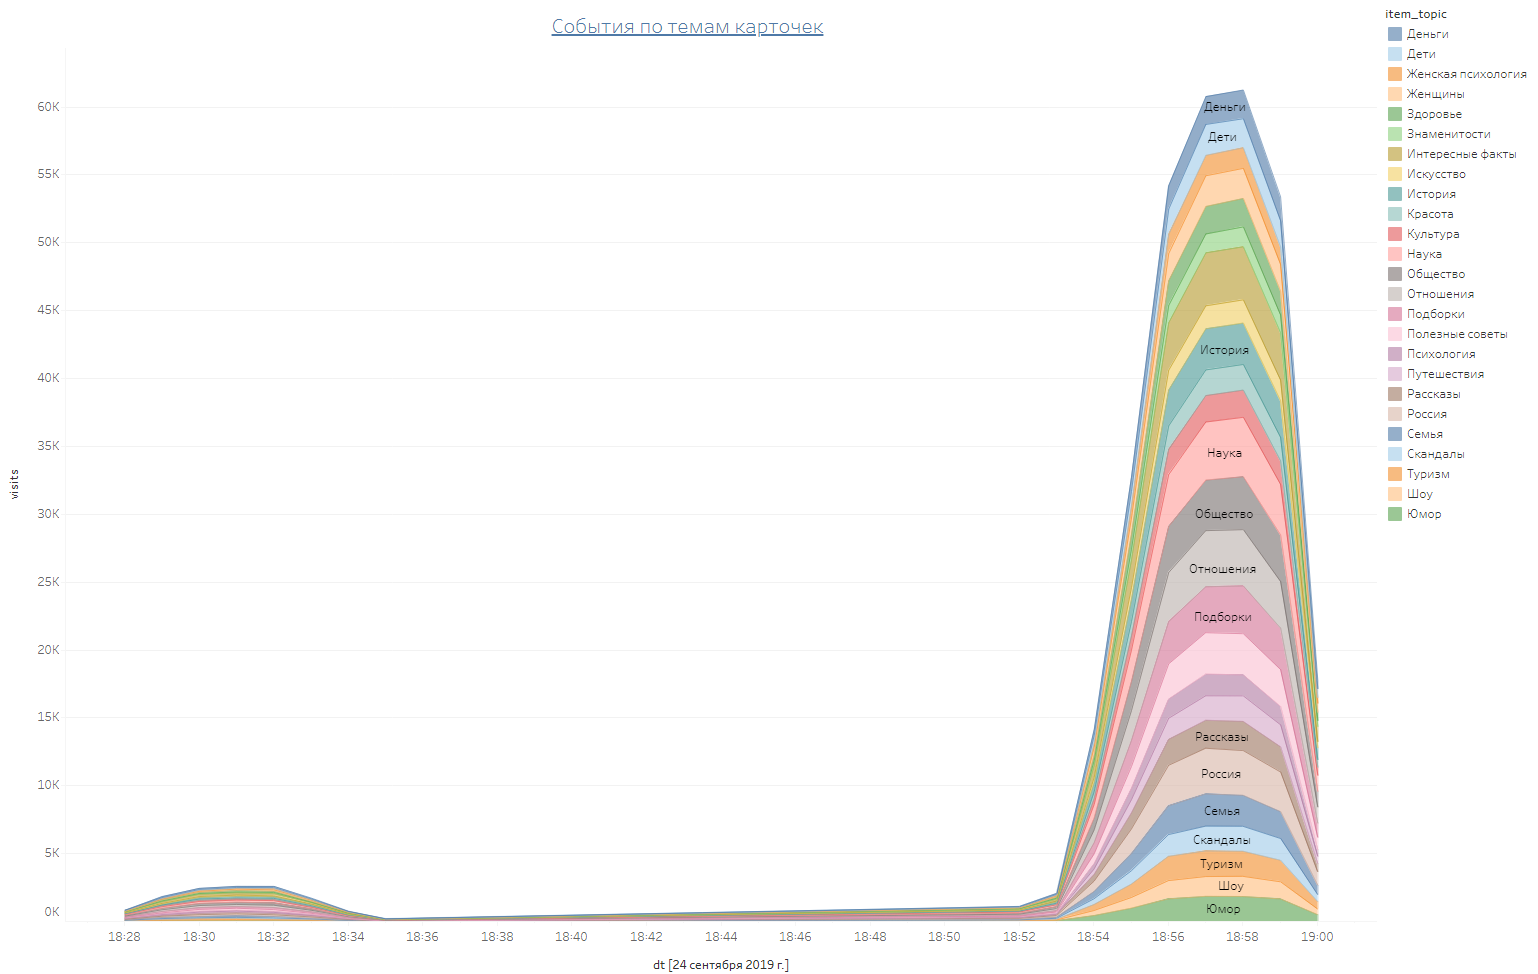 События по темам карточек
item_topic
Деньги
Дети
Женская психология
Женщины
Здоровье
Знаменитости
Интересные факты
Искусство
История
Красота
Культура
Наука
Общество
Отношения
Подборки
Полезные советы
Психология
Путешествия
Рассказы
Россия
Семья
Скандалы
Туризм
Шоу
Юмор
60K
55K
50K
45K
40K
35K
30K
25K
20K
15K
10K
5K
0K
visits
Деньги
Дети
История
Наука
Общество
Отношения
Подборки
Рассказы
Россия
Семья
Скандалы
Туризм
Шоу
Юмор
18:28 18:30 18:32 18:34 18:36 18:38 18:40 18:42 18:44 18:46 18:48 18:50 18:52 18:54 18:56 18:58 19:00
dt [24 сентября 2019 г.]